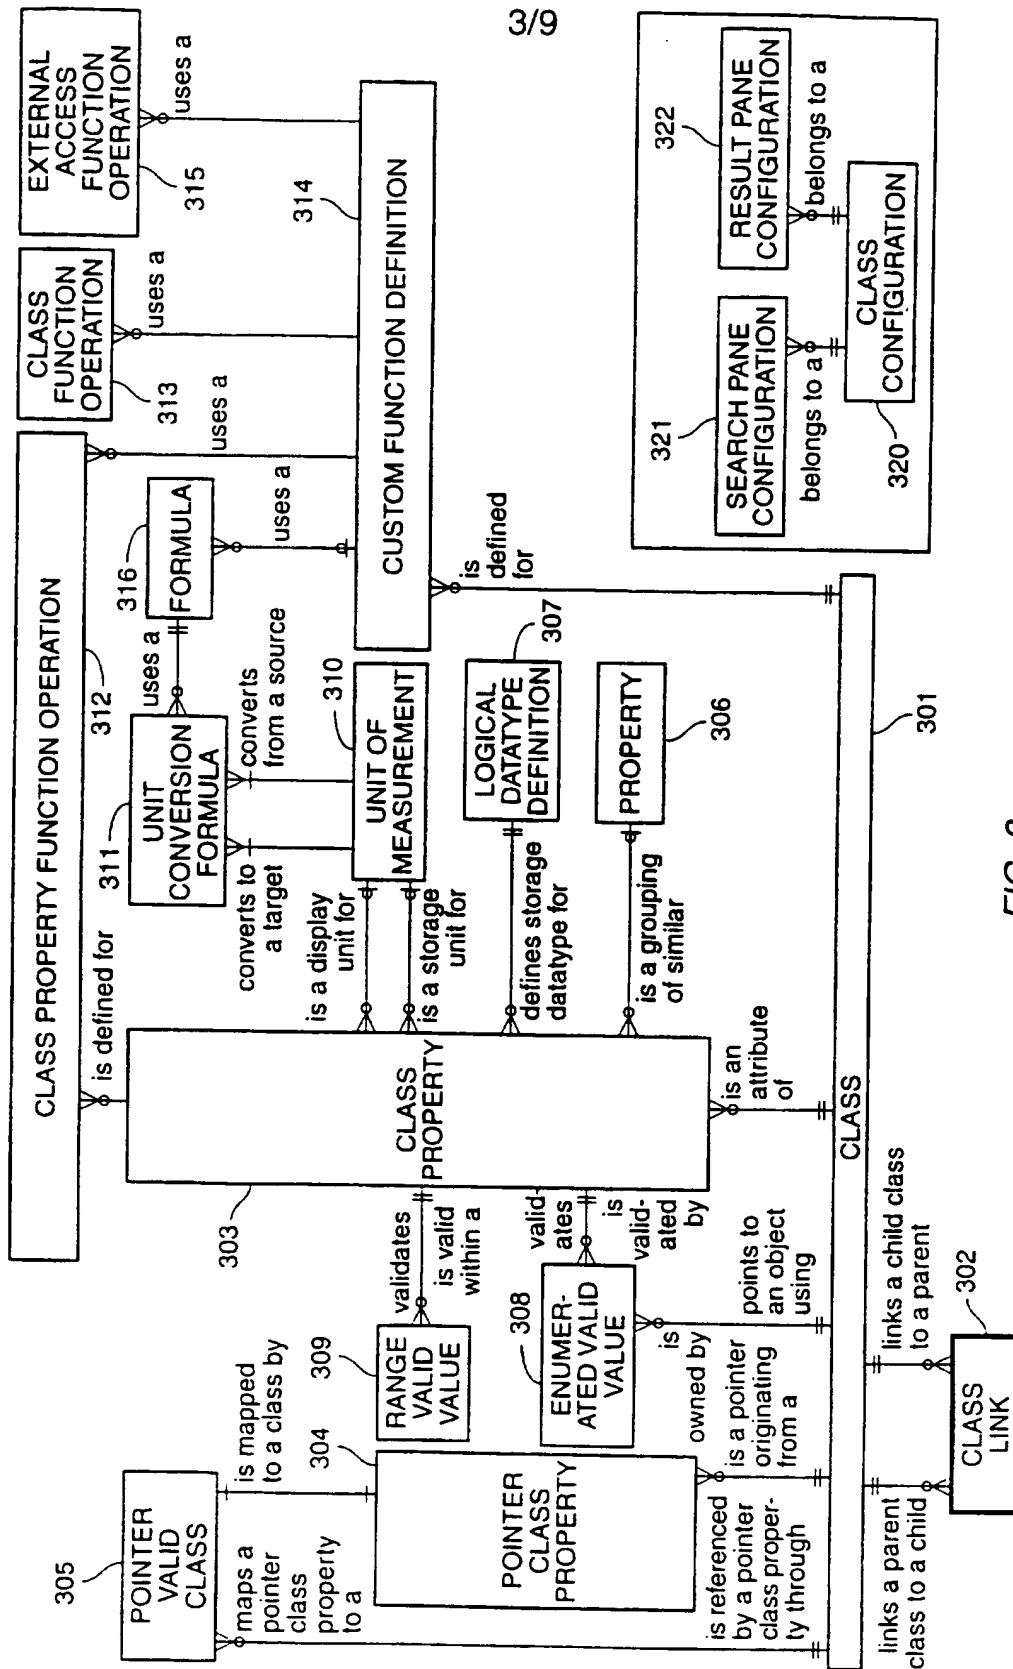 3/9
CLASS PROPERTY FUNCTION OPERATION
312
CLASS
FUNCTION
OPERATION
313
EXTERNAL
ACCESS
FUNCTION
OPERATION
315
uses a
uses a
uses a
is defined for
316
FORMULA
uses a
uses a
311
UNIT
CONVERSION
FORMULA
converts to
a target
converts
from a source
310
UNIT OF
MEASUREMENT
CUSTOM FUNCTION DEFINITION
314
305
POINTER
VALID
CLASS
maps a
pointer
class
property
to a
is mapped
to a class by
304
POINTER
CLASS
PROPERTY
309
RANGE
VALID
VALUE
validates
is valid
within a
303
CLASS
PROPERTY
is a display
unit for
is a storage
unit for
defines storage
datatype for
LOGICAL
DATATYPE
DEFINITION
307
is a grouping
of similar
PROPERTY
306
308
ENUMER-
ATED VALID
VALUE
valid-
ates
is
valid-
ated by
is
owned by
points to
an object
using
is a pointer
originating
from a
is referenced
by a pointer
class proper-
ty through
is an
attribute
of
is
defined
for
CLASS
301
links a parent
class to a child
links a child class
to a parent
CLASS
LINK
302
321
SEARCH PANE
CONFIGURATION
322
RESULT PANE
CONFIGURATION
belongs to a
belongs to a
CLASS
CONFIGURATION
320